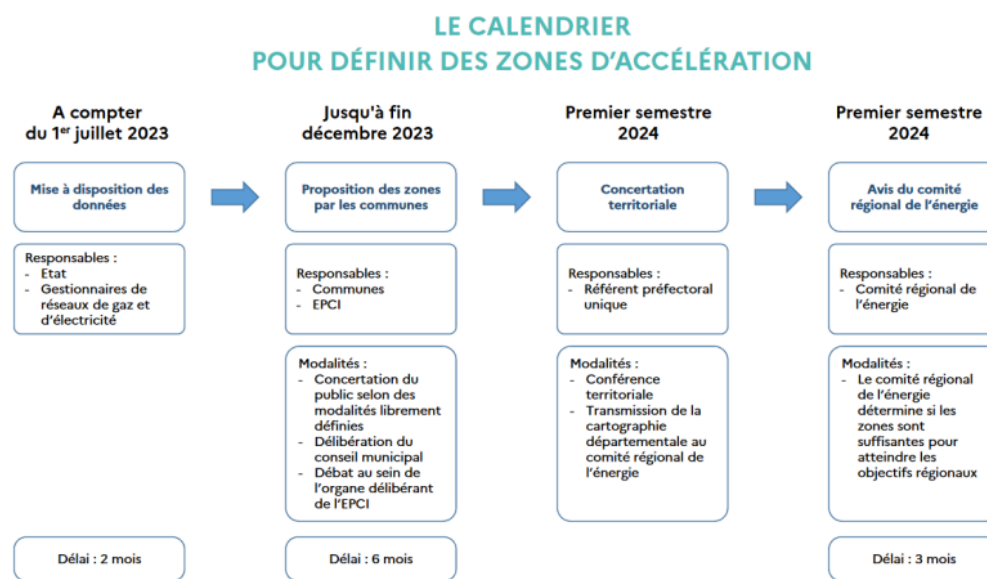 LE CALENDRIER
POUR DÉFINIR DES ZONES D'ACCÉLÉRATION
A compter
du 1er juillet 2023
Mise à disposition des
données
Responsables :
- Etat
- Gestionnaires de
réseaux de gaz et
d'électricité
Délai : 2 mois
Jusqu'à fin
décembre 2023
Proposition des zones
par les communes
Responsables :
- Communes
- EPCI
Modalités :
- Concertation du
public selon des
modalités librement
définies
- Délibération du
conseil municipal
- Débat au sein de
l'organe délibérant
de l'EPCI
Délai : 6 mois
Premier semestre
2024
Concertation
territoriale
Responsables :
- Référent préfectoral
unique
Modalités :
- Conférence
territoriale
- Transmission de la
cartographie
départementale au
comité régional de
l'énergie
Premier semestre
2024
Avis du comité
régional de l'énergie
Responsables :
- Comité régional de
l'énergie
Modalités :
- Le comité régional
de l'énergie
détermine si les
zones sont
suffisantes pour
atteindre les
objectifs régionaux
Délai : 3 mois